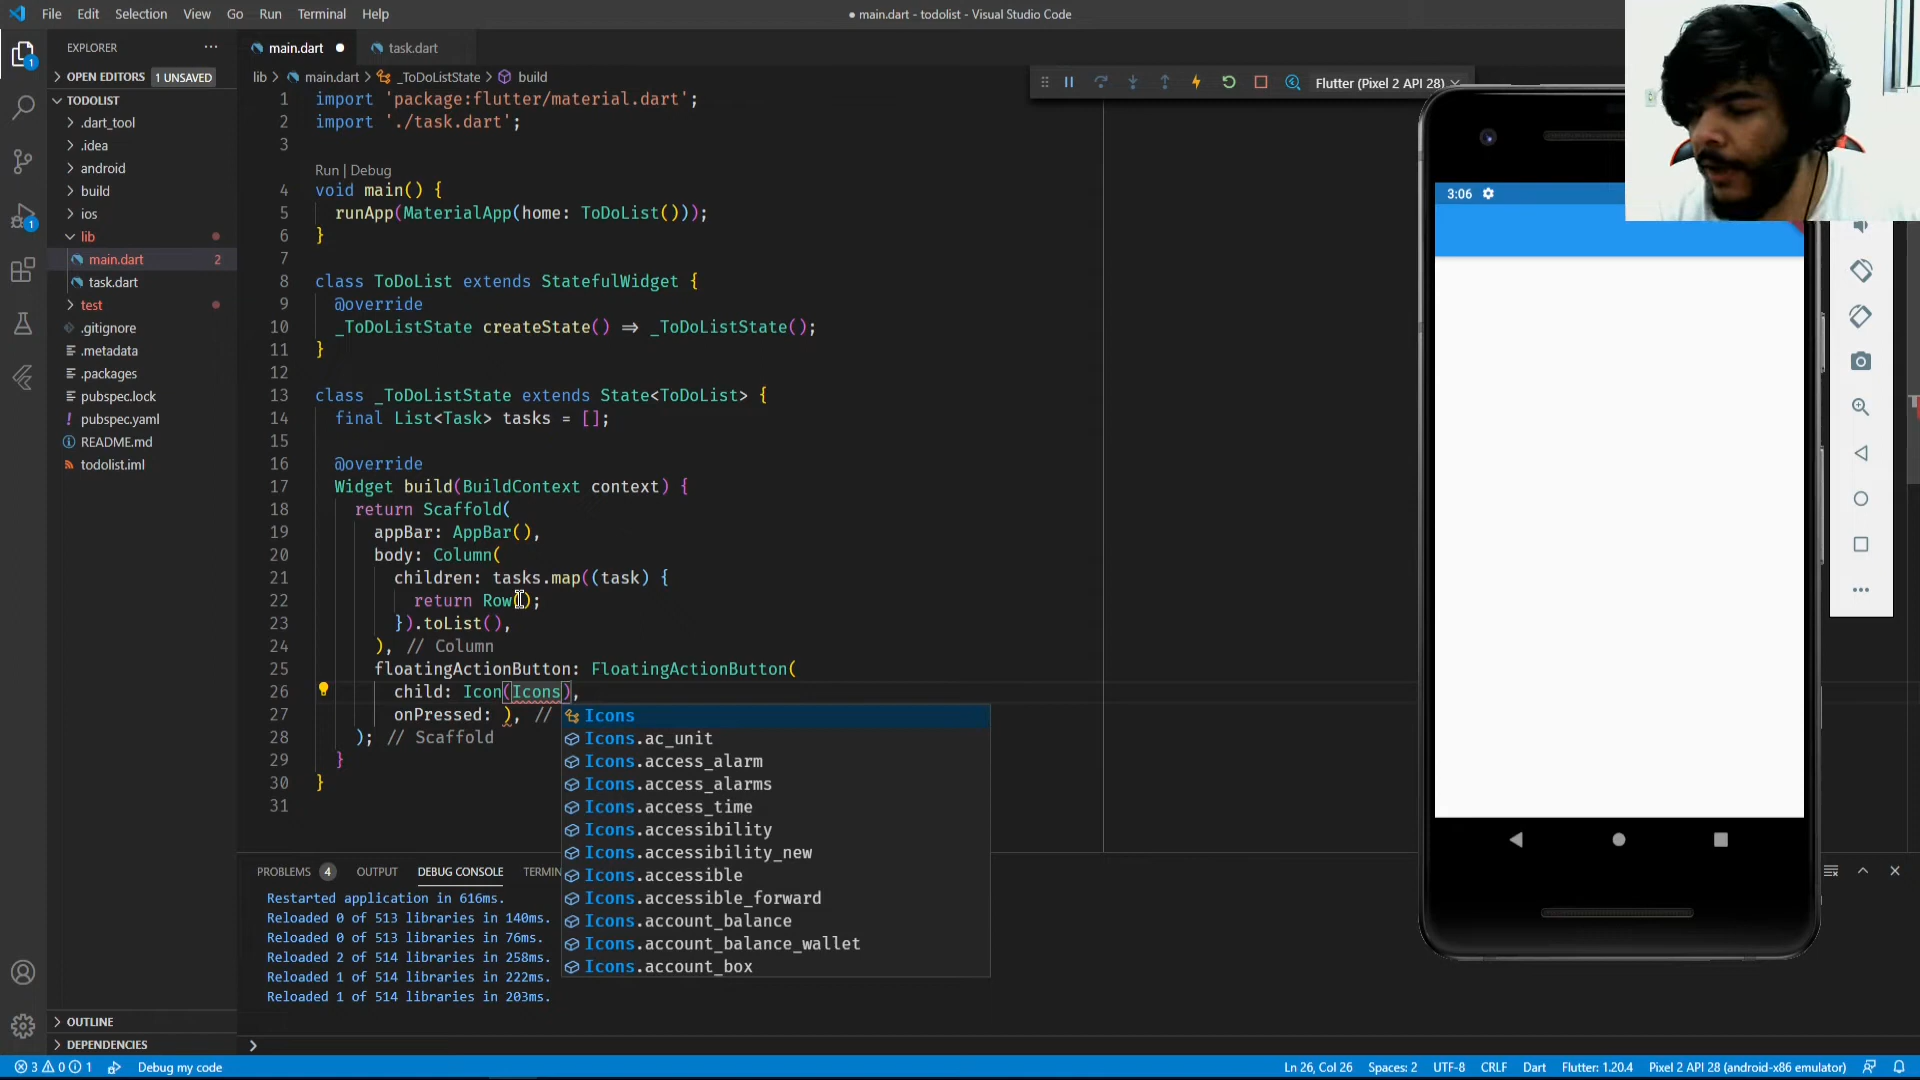 File Edit Selection View Go Run Terminal Help
● main.dart - todolist - Visual Studio Code
EXPLORER ···
main.dart ●
task.dart
OPEN EDITORS 1 UNSAVED
lib > main.dart > _ToDoListState > build
Flutter (Pixel 2 API 28)
TODOLIST
.dart_tool
.idea
android
build
ios
lib
main.dart 2
task.dart
test
.gitignore
.metadata
.packages
pubspec.lock
pubspec.yaml
README.md
todolist.iml
OUTLINE
DEPENDENCIES
1 import 'package:flutter/material.dart';
2 import './task.dart';
3
Run | Debug
4 void main() {
5 runApp(MaterialApp(home: ToDoList()));
6 }
7
8 class ToDoList extends StatefulWidget {
9 @override
10 _ToDoListState createState() ⇒ _ToDoListState();
11 }
12
13 class _ToDoListState extends State<ToDoList> {
14 final List<Task> tasks = [];
15
16 @override
17 Widget build(BuildContext context) {
18 return Scaffold(
19 appBar: AppBar(),
20 body: Column(
21 children: tasks.map((task) {
22 return Row();
23 }).toList(),
24 ), // Column
25 floatingActionButton: FloatingActionButton(
26 child: Icon(Icons),
27 onPressed: ), //
28 ); // Scaffold
29 }
30 }
31
Icons
Icons.ac_unit
Icons.access_alarm
Icons.access_alarms
Icons.access_time
Icons.accessibility
Icons.accessibility_new
Icons.accessible
Icons.accessible_forward
Icons.account_balance
Icons.account_balance_wallet
Icons.account_box
PROBLEMS 4 OUTPUT DEBUG CONSOLE TERMIN
Restarted application in 616ms.
Reloaded 0 of 513 libraries in 140ms.
Reloaded 0 of 513 libraries in 76ms.
Reloaded 2 of 514 libraries in 258ms.
Reloaded 1 of 514 libraries in 222ms.
Reloaded 1 of 514 libraries in 203ms.
3:06
1
1
3 0 1 Debug my code
Ln 26, Col 26 Spaces: 2 UTF-8 CRLF Dart Flutter: 1.20.4 Pixel 2 API 28 (android-x86 emulator)